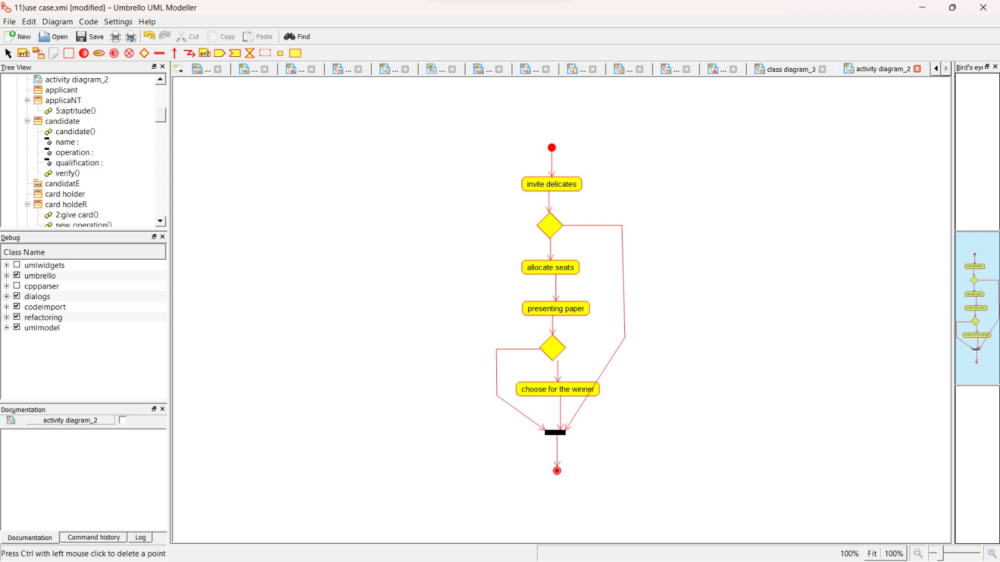 11)use case.xmi [modified] – Umbrello UML Modeller
File Edit Diagram Code Settings Help
New Open Save Cut Copy Paste Find
Tree View
activity diagram_2
applicant
applicaNT
5:aptitude()
candidate
candidate()
name :
operation :
qualification :
verify()
candidatE
card holder
card holdeR
2:give card()
new_operation()
Debug
Class Name
umlwidgets
umbrello
cppparser
dialogs
codeimport
refactoring
umlmodel
Documentation
activity diagram_2
Documentation Command history Log
Press Ctrl with left mouse click to delete a point
... ... ... ... ... ... ... ... ... ... ... ... class diagram_3 activity diagram_2
invite delicates
allocate seats
presenting paper
choose for the winner
Bird's eye
100% Fit 100%